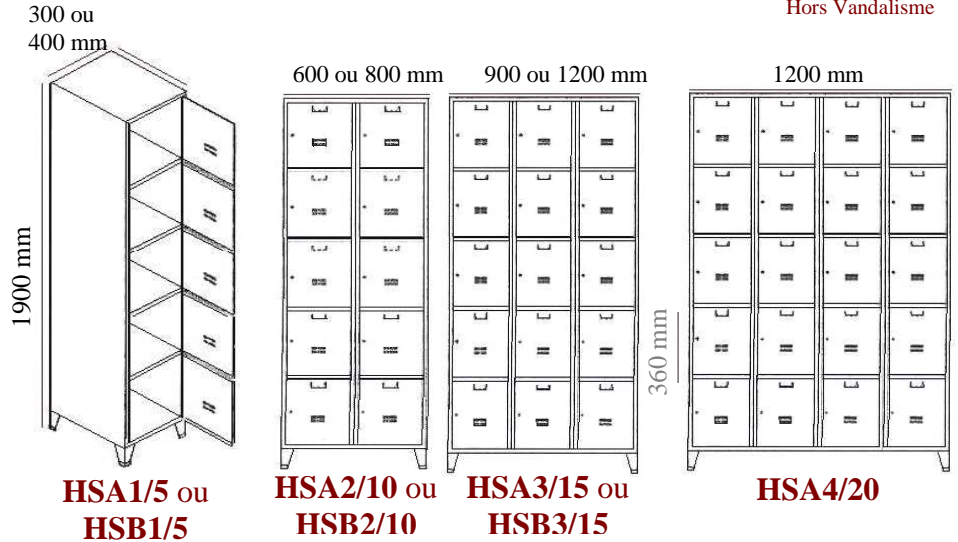 Hors Vandalisme
300 ou
400 mm
600 ou 800 mm
900 ou 1200 mm
1200 mm
1900 mm
360 mm
HSA1/5 ou
HSB1/5
HSA2/10 ou
HSB2/10
HSA3/15 ou
HSB3/15
HSA4/20